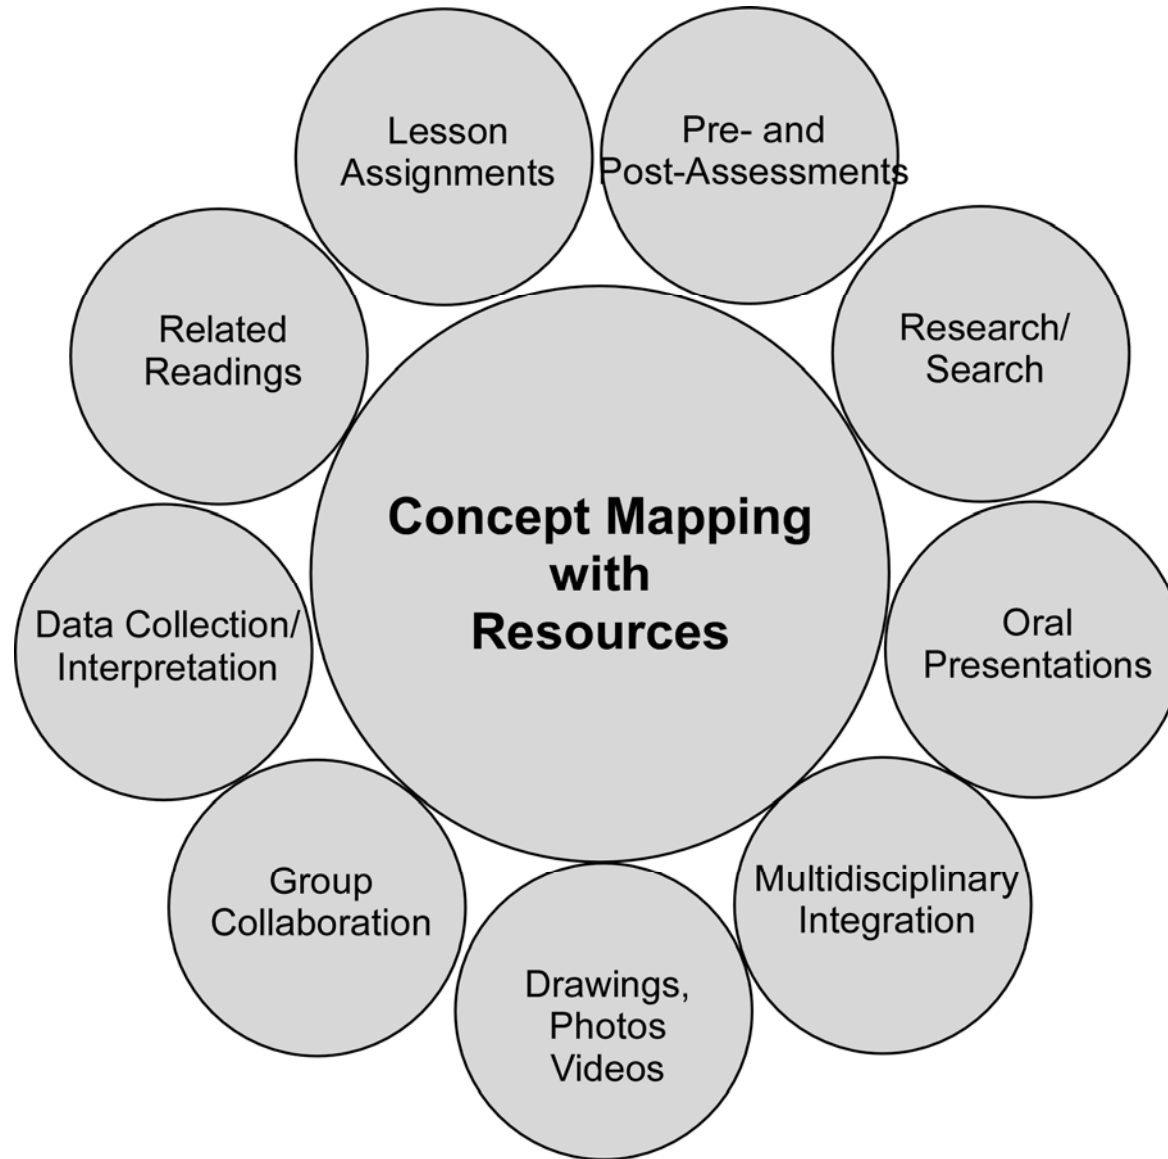 Lesson
Assignments
Pre- and
Post-Assessments
Related
Readings
Research/
Search
Concept Mapping
with
Resources
Data Collection/
Interpretation
Oral
Presentations
Group
Collaboration
Multidisciplinary
Integration
Drawings,
Photos
Videos